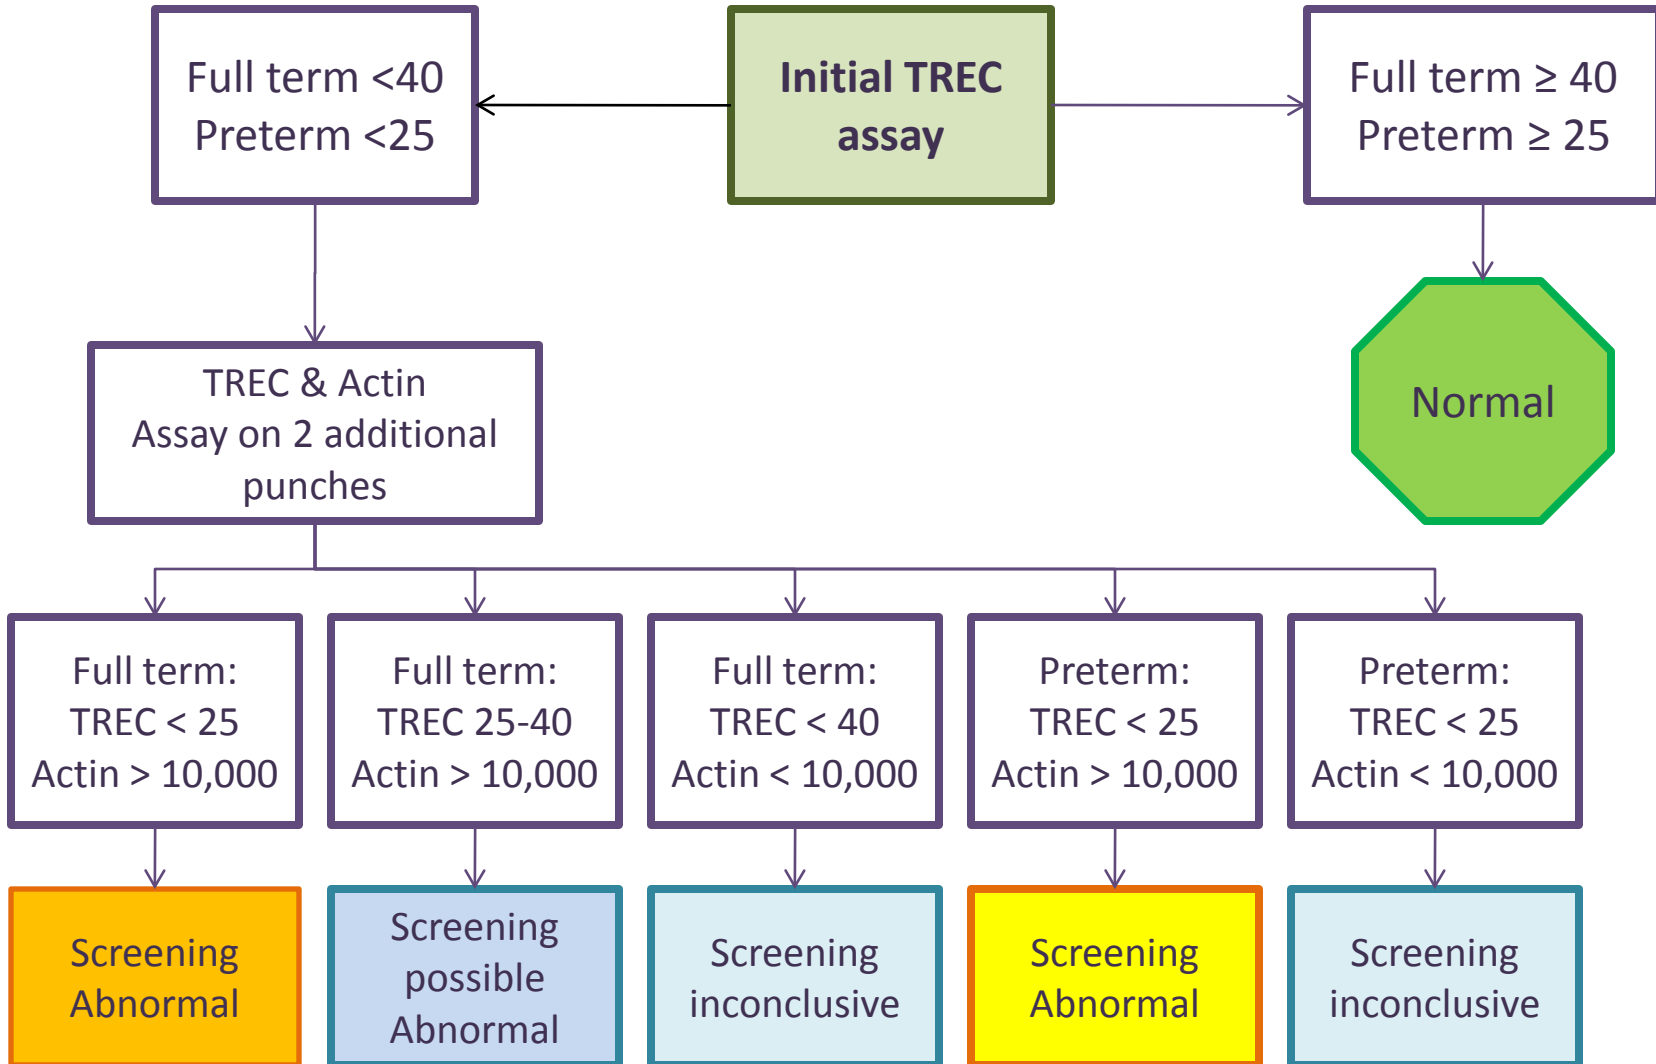 Full term <40
Preterm <25
Initial TREC
assay
Full term ≥ 40
Preterm ≥ 25
TREC & Actin
Assay on 2 additional
punches
Normal
Full term:
TREC < 25
Actin > 10,000
Full term:
TREC 25-40
Actin > 10,000
Full term:
TREC < 40
Actin < 10,000
Preterm:
TREC < 25
Actin > 10,000
Preterm:
TREC < 25
Actin < 10,000
Screening
Abnormal
Screening
possible
Abnormal
Screening
inconclusive
Screening
Abnormal
Screening
inconclusive